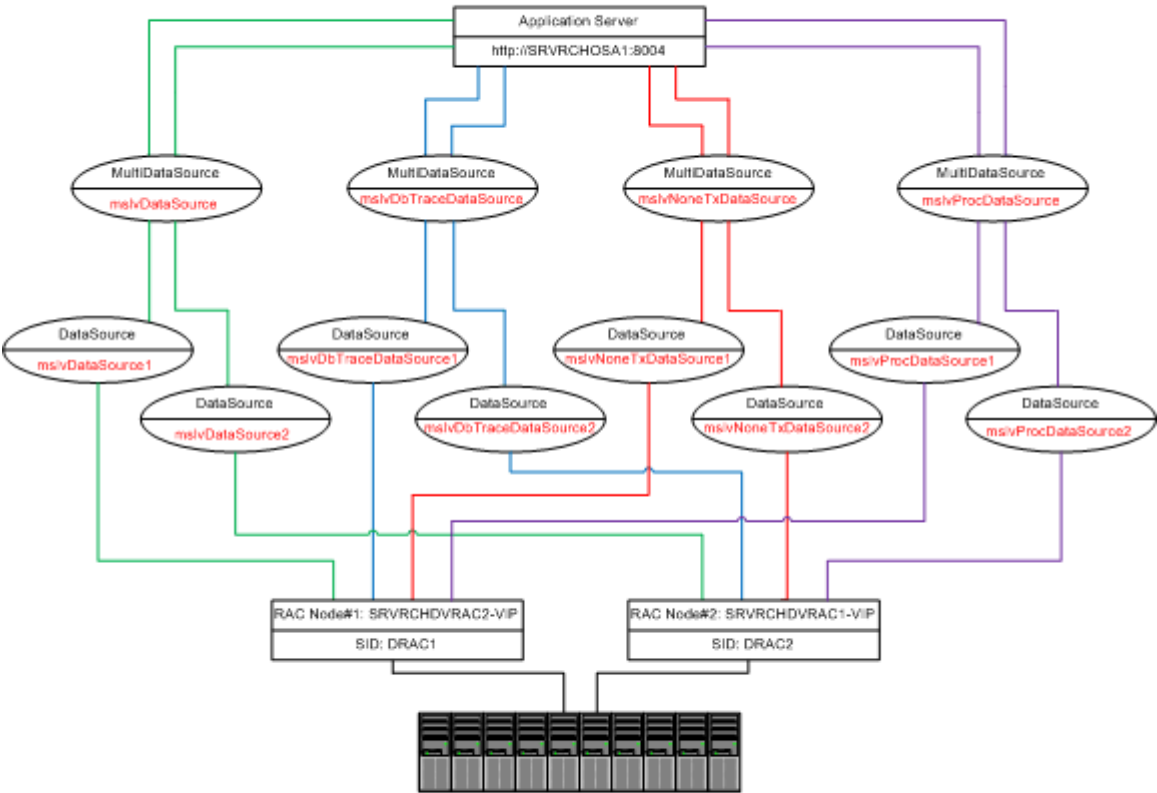 Application Server
http://SRVRCHOSA1:8004
MultiDataSource
mslvDataSource
MultiDataSource
mslvDbTraceDataSource
MultiDataSource
mslvNoneTxDataSource
MultiDataSource
mslvProcDataSource
DataSource
mslvDataSource1
DataSource
mslvDbTraceDataSource1
DataSource
mslvNoneTxDataSource1
DataSource
mslvProcDataSource1
DataSource
mslvDataSource2
DataSource
mslvDbTraceDataSource2
DataSource
mslvNoneTxDataSource2
DataSource
mslvProcDataSource2
RAC Node#1: SRVRCHDVRAC2-VIP
SID: DRAC1
RAC Node#2: SRVRCHDVRAC1-VIP
SID: DRAC2